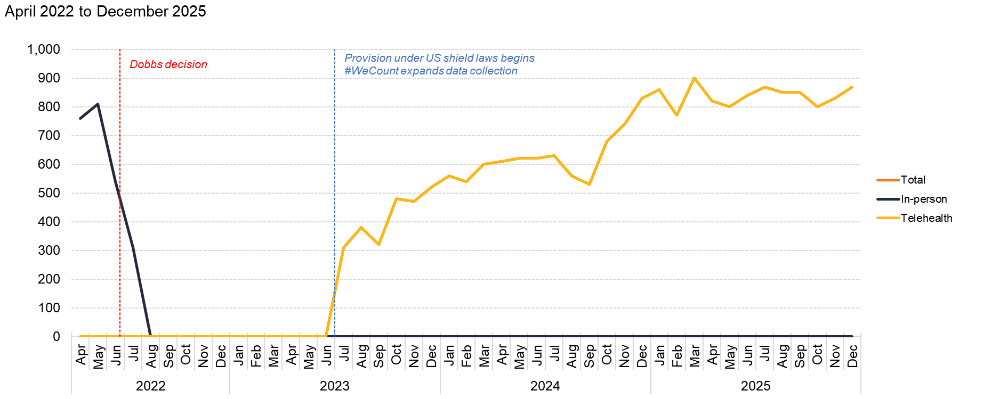 April 2022 to December 2025
1,000
900
800
700
600
500
400
300
200
100
0
Dobbs decision
Provision under US shield laws begins
#WeCount expands data collection
Total
In-person
Telehealth
Apr May Jun Jul Aug Sep Oct Nov Dec Jan Feb Mar Apr May Jun Jul Aug Sep Oct Nov Dec Jan Feb Mar Apr May Jun Jul Aug Sep Oct Nov Dec Jan Feb Mar Apr May Jun Jul Aug Sep Oct Nov Dec
2022 2023 2024 2025